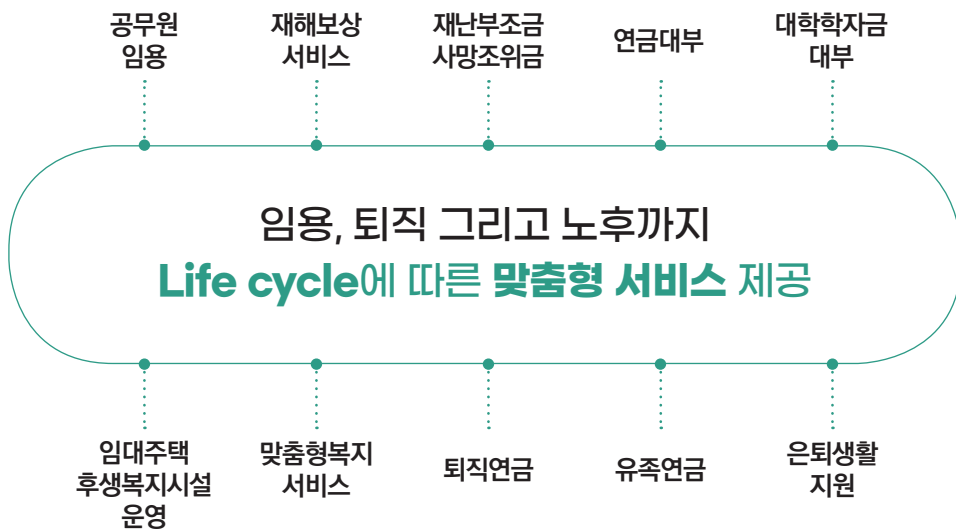 공무원
임용
재해보상
서비스
재난부조금
사망조위금
연금대부
대학학자금
대부
임용, 퇴직 그리고 노후까지
Life cycle에 따른 맞춤형 서비스 제공
임대주택
후생복지시설
운영
맞춤형복지
서비스
퇴직연금
유족연금
은퇴생활
지원